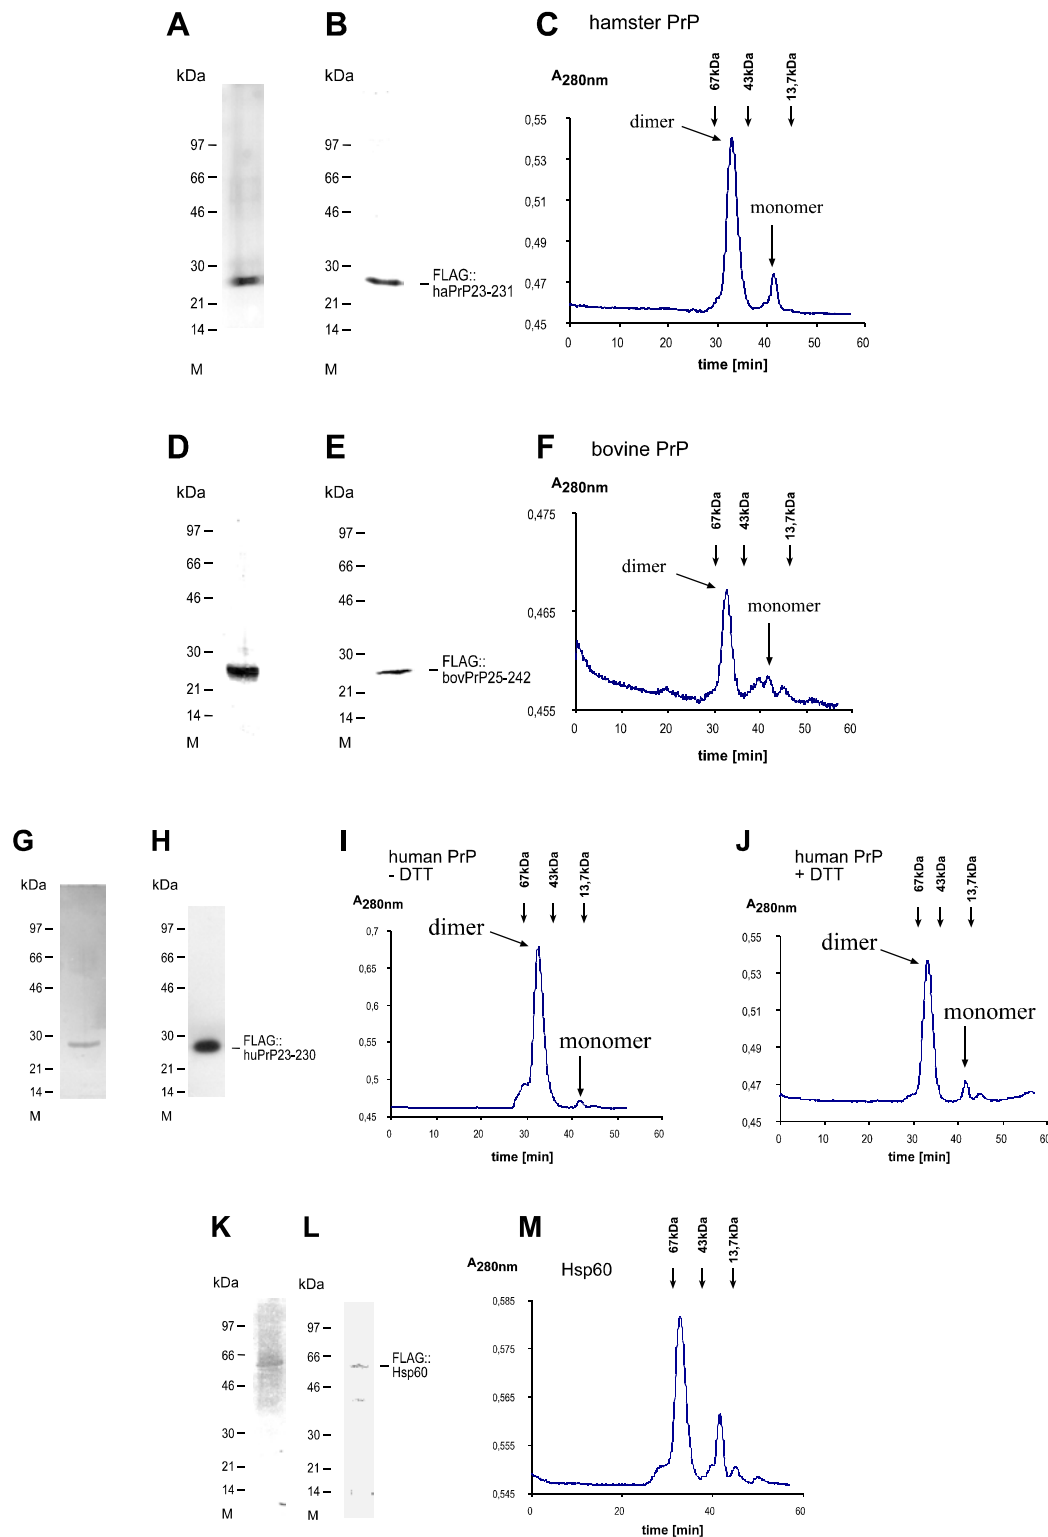 A
B
C
hamster PrP
kDa
97
66
46
30
21
14
M
kDa
97
66
46
30
21
14
M
FLAG::
haPrP23-231
A280nm
67kDa
43kDa
13,7kDa
dimer
monomer
0,55
0,53
0,51
0,49
0,47
0,45
0 10 20 30 40 50 60
time [min]
D
E
F
bovine PrP
kDa
97
66
46
30
21
14
M
kDa
97
66
46
30
21
14
M
FLAG::
bovPrP25-242
A280nm
67kDa
43kDa
13,7kDa
dimer
monomer
0,475
0,465
0,455
0 10 20 30 40 50 60
time [min]
G
H
I
human PrP
- DTT
J
human PrP
+ DTT
kDa
97
66
46
30
21
14
M
kDa
97
66
46
30
21
14
M
FLAG::
huPrP23-230
A280nm
67kDa
43kDa
13,7kDa
dimer
monomer
0,7
0,65
0,6
0,55
0,5
0,45
0 10 20 30 40 50 60
time [min]
A280nm
67kDa
43kDa
13,7kDa
dimer
monomer
0,55
0,53
0,51
0,49
0,47
0,45
0 10 20 30 40 50 60
time [min]
K
L
M
kDa
97
66
46
30
21
14
M
kDa
97
66
46
30
21
14
M
FLAG::
Hsp60
A280nm
Hsp60
67kDa
43kDa
13,7kDa
0,585
0,575
0,565
0,555
0,545
0 20 40 60
time [min]